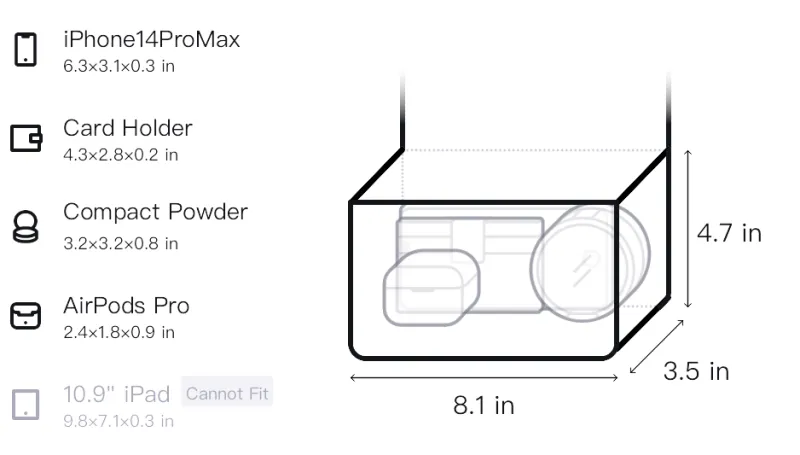 iPhone14ProMax
6.3×3.1×0.3 in
Card Holder
4.3×2.8×0.2 in
Compact Powder
3.2×3.2×0.8 in
AirPods Pro
2.4×1.8×0.9 in
10.9" iPad Cannot Fit
9.8×7.1×0.3 in
4.7 in
3.5 in
8.1 in